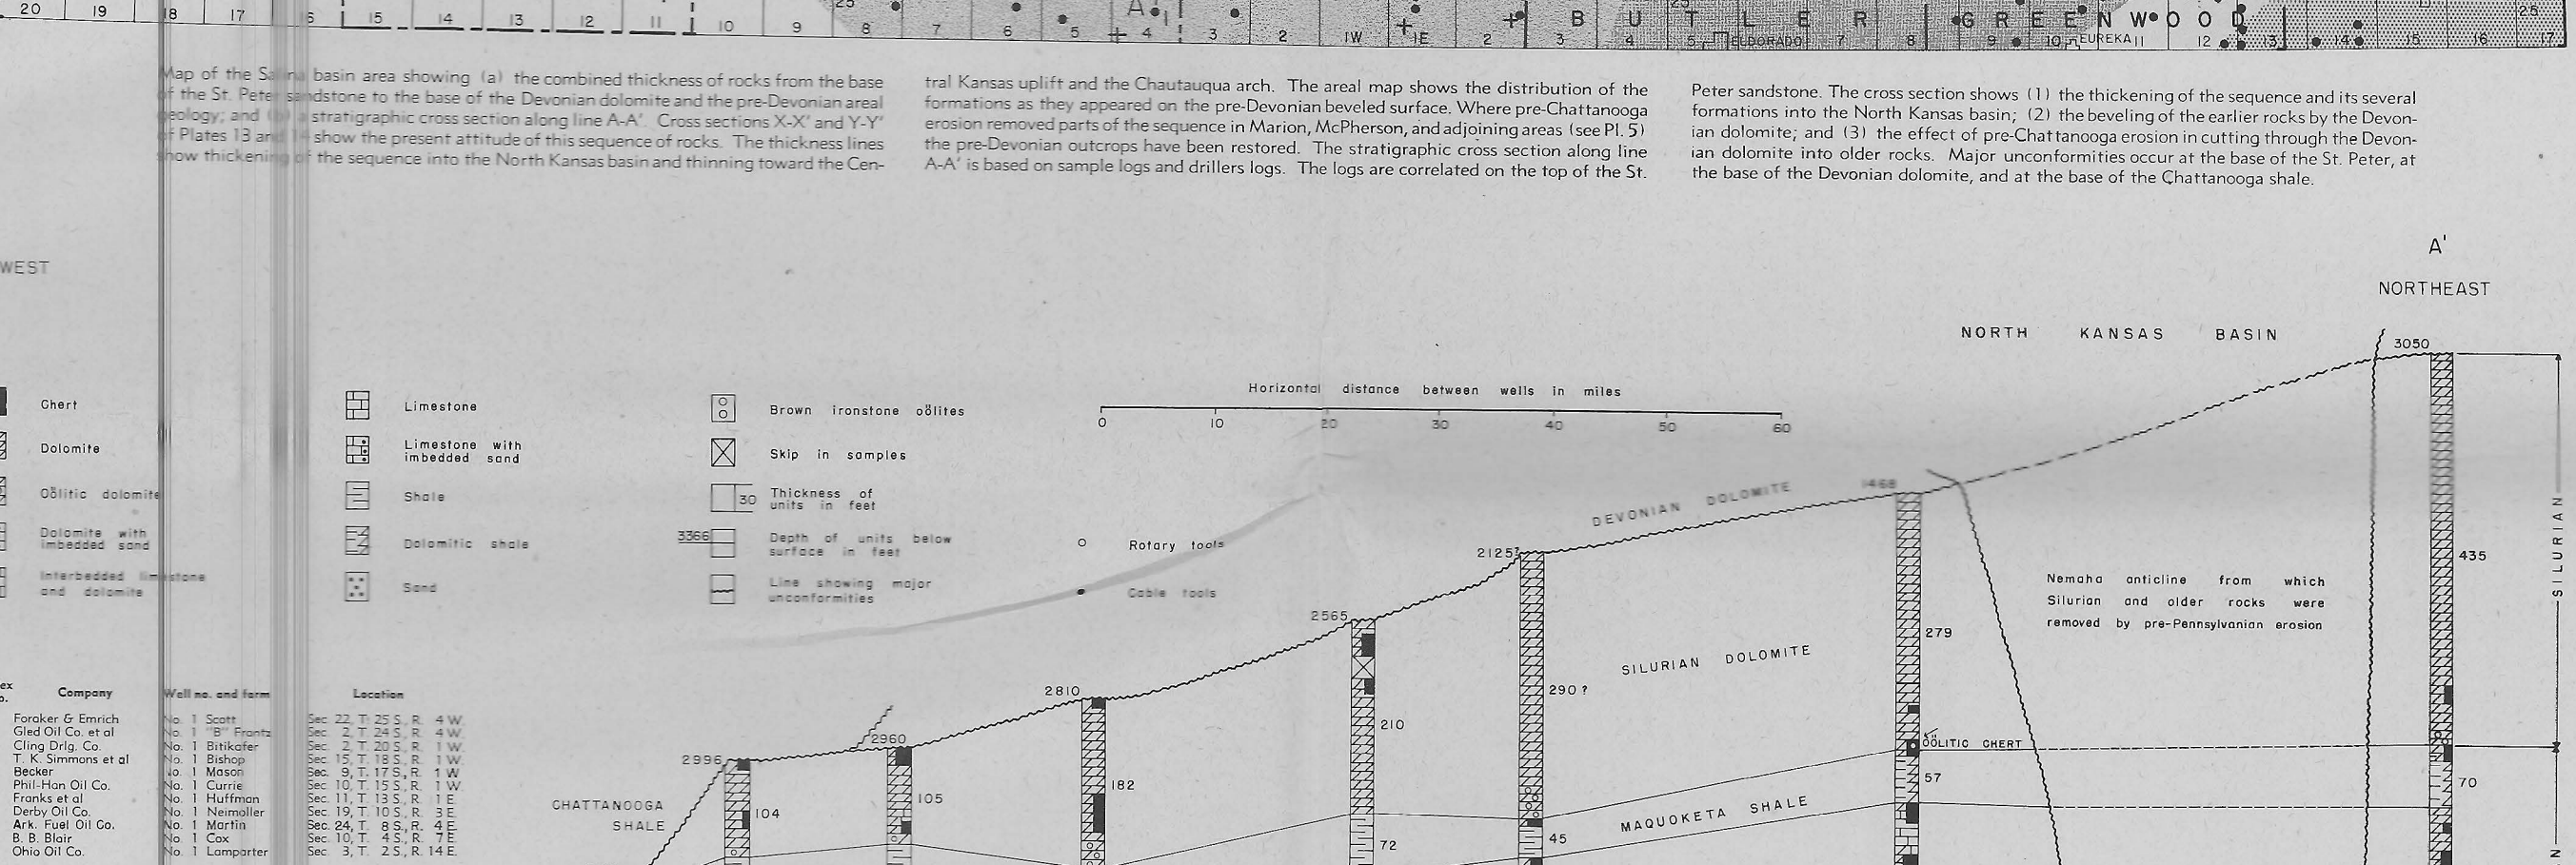 20 19 18 17 6 15 14 13 12 11 10 9 8 7 6 5 4 3 2 1W 1E 2 3 4 5 7 8 9 10 11 12 13 14 15 16 17
25 A 25 25
B U T L E R G R E E N W O O D
ELDORADO EUREKA
Map of the Salina basin area showing (a) the combined thickness of rocks from the base
of the St. Peter sandstone to the base of the Devonian dolomite and the pre-Devonian areal
geology; and (b) a stratigraphic cross section along line A-A'. Cross sections X-X' and Y-Y'
of Plates 13 and 14 show the present attitude of this sequence of rocks. The thickness lines
show thickening of the sequence into the North Kansas basin and thinning toward the Cen-
tral Kansas uplift and the Chautauqua arch. The areal map shows the distribution of the
formations as they appeared on the pre-Devonian beveled surface. Where pre-Chattanooga
erosion removed parts of the sequence in Marion, McPherson, and adjoining areas (see Pl. 5)
the pre-Devonian outcrops have been restored. The stratigraphic cross section along line
A-A' is based on sample logs and drillers logs. The logs are correlated on the top of the St.
Peter sandstone. The cross section shows (1) the thickening of the sequence and its several
formations into the North Kansas basin; (2) the beveling of the earlier rocks by the Devon-
ian dolomite; and (3) the effect of pre-Chattanooga erosion in cutting through the Devon-
ian dolomite into older rocks. Major unconformities occur at the base of the St. Peter, at
the base of the Devonian dolomite, and at the base of the Chattanooga shale.
A'
WEST
NORTHEAST
NORTH KANSAS BASIN
3050
Chert
Dolomite
Oölitic dolomite
Dolomite with
imbedded sand
Interbedded limestone
and dolomite
Limestone
Limestone with
imbedded sand
Shale
Dolomitic shale
Sand
Brown ironstone oölites
Skip in samples
30 Thickness of
units in feet
3366 Depth of units below
surface in feet
Line showing major
unconformities
Horizontal distance between wells in miles
0 10 20 30 40 50 60
Rotary tools
Cable tools
DEVONIAN DOLOMITE
1468
2125?
2565
2810
2960
2996
435
SILURIAN
Nemaha anticline from which
Silurian and older rocks were
removed by pre-Pennsylvanian erosion
279
SILURIAN DOLOMITE
290?
210
182
105
104
OÖLITIC CHERT
57
70
MAQUOKETA SHALE
45
72
CHATTANOOGA
SHALE
N
ex Company Well no. and farm Location
Foraker & Emrich No. 1 Scott Sec. 22, T. 25 S., R. 4 W.
Gled Oil Co. et al No. 1 "B" Frantz Sec. 2, T. 24 S., R. 4 W.
Cling Drlg. Co. No. 1 Bitikofer Sec. 2, T. 20 S., R. 1 W.
T. K. Simmons et al No. 1 Bishop Sec. 15, T. 18 S., R. 1 W.
Becker No. 1 Mason Sec. 9, T. 17 S., R. 1 W
Phil-Han Oil Co. No. 1 Currie Sec. 10, T. 15 S., R. 1 W.
Franks et al No. 1 Huffman Sec. 11, T. 13 S., R. 1 E.
Derby Oil Co. No. 1 Neimoller Sec. 19, T. 10 S., R. 3 E.
Ark. Fuel Oil Co. No. 1 Martin Sec. 24, T. 8 S., R. 4 E.
B. B. Blair No. 1 Cox Sec. 10, T. 4 S., R. 7 E.
Ohio Oil Co. No. 1 Lamparter Sec. 3, T. 2 S., R. 14 E.